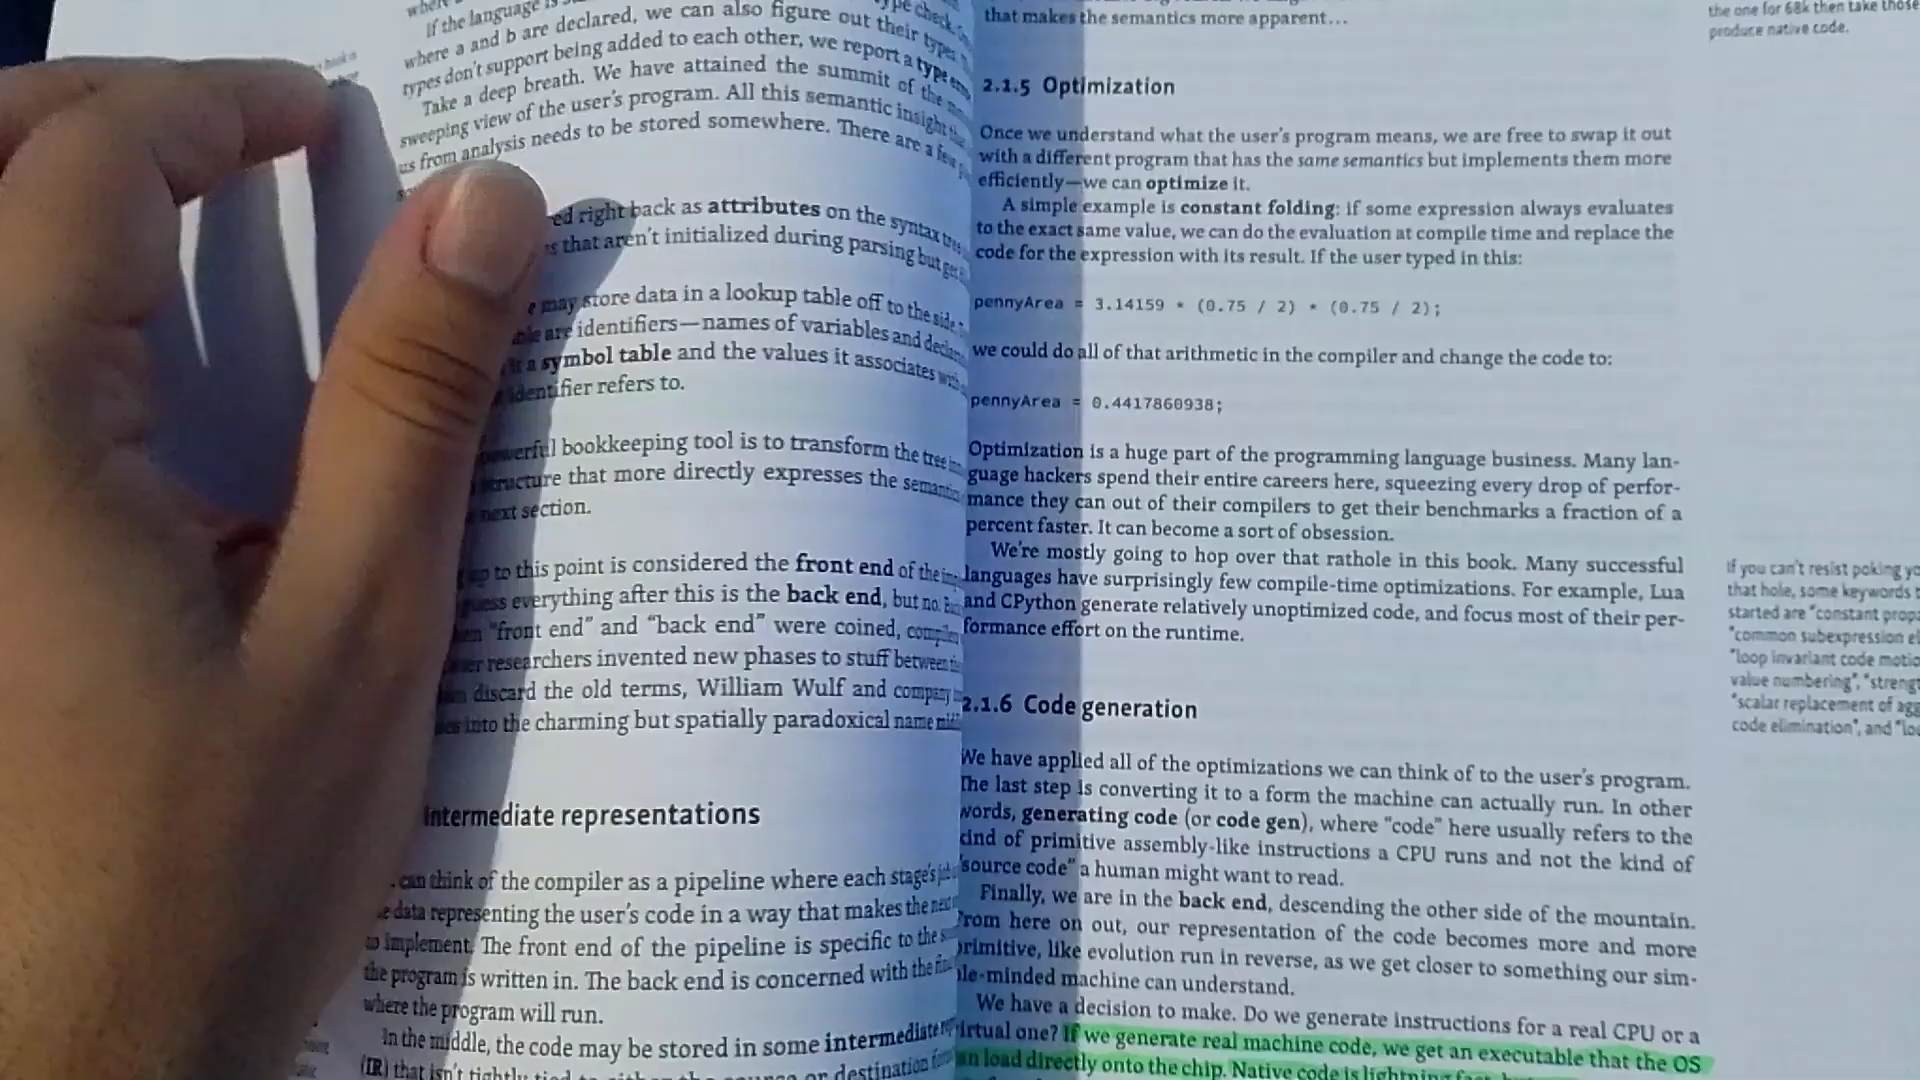 where
If the language is
where a and b are declared, we can also figure out their types.
types don't support being added to each other, we report a type
Take a deep breath. We have attained the summit of the
sweeping view of the user's program. All this semantic insight
us from analysis needs to be stored somewhere. There are a few
right back as attributes on the syntax
that aren't initialized during parsing but get
may store data in a lookup table off to the side.
are identifiers—names of variables and
a symbol table and the values it associates
identifier refers to.
bookkeeping tool is to transform the tree
that more directly expresses the
next section.
up to this point is considered the front end of the
guess everything after this is the back end, but no.
"front end" and "back end" were coined,
researchers invented new phases to stuff between
discard the old terms, William Wulf and company
into the charming but spatially paradoxical name
Intermediate representations
can think of the compiler as a pipeline where each stage's
data representing the user's code in a way that makes the next
to implement. The front end of the pipeline is specific to the
the program is written in. The back end is concerned with the
where the program will run.
In the middle, the code may be stored in some intermediate
(IR) that isn't tightly tied to either the source or destination
that makes the semantics more apparent...
2.1.5 Optimization
Once we understand what the user's program means, we are free to swap it out
with a different program that has the same semantics but implements them more
efficiently—we can optimize it.
A simple example is constant folding: if some expression always evaluates
to the exact same value, we can do the evaluation at compile time and replace the
code for the expression with its result. If the user typed in this:
pennyArea = 3.14159 * (0.75 / 2) * (0.75 / 2);
we could do all of that arithmetic in the compiler and change the code to:
pennyArea = 0.4417860938;
Optimization is a huge part of the programming language business. Many lan-
guage hackers spend their entire careers here, squeezing every drop of perfor-
mance they can out of their compilers to get their benchmarks a fraction of a
percent faster. It can become a sort of obsession.
We're mostly going to hop over that rathole in this book. Many successful
languages have surprisingly few compile-time optimizations. For example, Lua
and CPython generate relatively unoptimized code, and focus most of their per-
formance effort on the runtime.
2.1.6 Code generation
We have applied all of the optimizations we can think of to the user's program.
The last step is converting it to a form the machine can actually run. In other
words, generating code (or code gen), where "code" here usually refers to the
kind of primitive assembly-like instructions a CPU runs and not the kind of
"source code" a human might want to read.
Finally, we are in the back end, descending the other side of the mountain.
From here on out, our representation of the code becomes more and more
primitive, like evolution run in reverse, as we get closer to something our sim-
ple-minded machine can understand.
We have a decision to make. Do we generate instructions for a real CPU or a
virtual one? If we generate real machine code, we get an executable that the OS
can load directly onto the chip. Native code is lightning fast,
the one for 68k then take those
produce native code.
If you can't resist poking
that hole, some keywords
started are "constant
"common subexpression
"loop invariant code
value numbering",
"scalar replacement of
code elimination", and